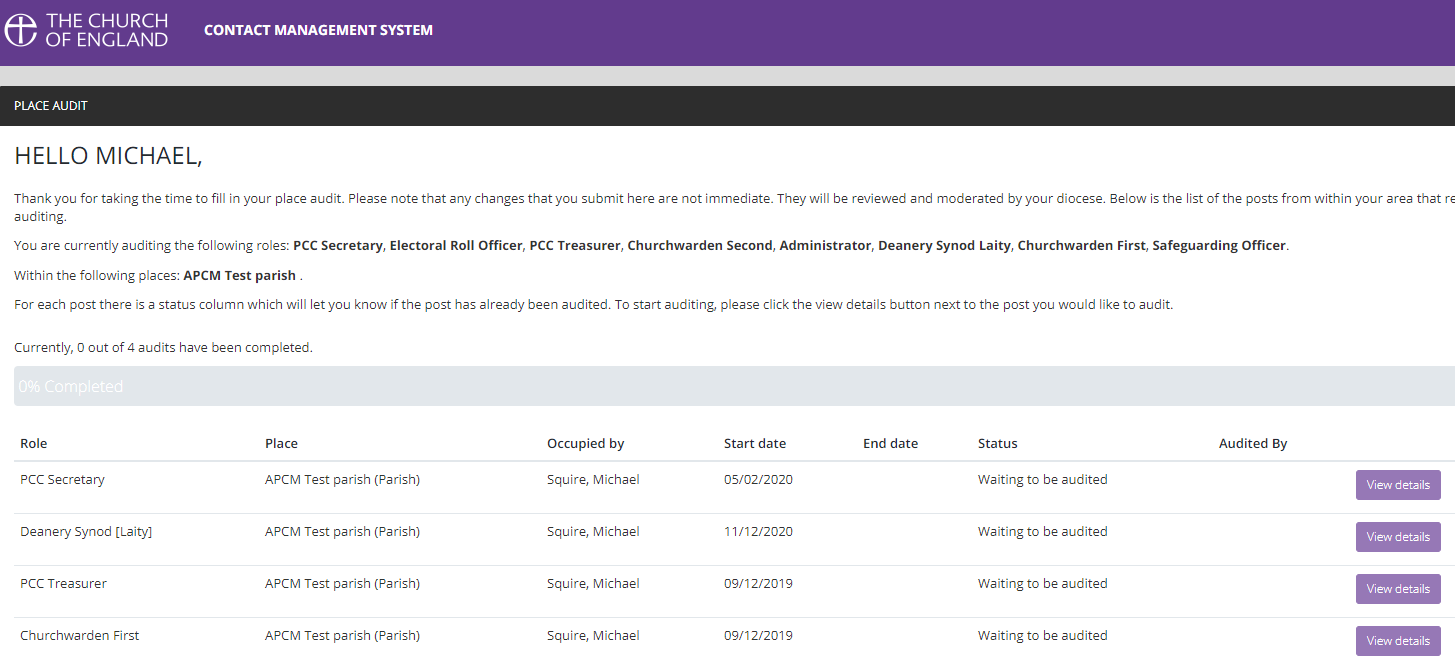 THE CHURCH
OF ENGLAND
CONTACT MANAGEMENT SYSTEM
PLACE AUDIT
HELLO MICHAEL,
Thank you for taking the time to fill in your place audit. Please note that any changes that you submit here are not immediate. They will be reviewed and moderated by your diocese. Below is the list of the posts from within your area that re
auditing.
You are currently auditing the following roles: PCC Secretary, Electoral Roll Officer, PCC Treasurer, Churchwarden Second, Administrator, Deanery Synod Laity, Churchwarden First, Safeguarding Officer.
Within the following places: APCM Test parish .
For each post there is a status column which will let you know if the post has already been audited. To start auditing, please click the view details button next to the post you would like to audit.
Currently, 0 out of 4 audits have been completed.
0% Completed
Role Place Occupied by Start date End date Status Audited By
PCC Secretary APCM Test parish (Parish) Squire, Michael 05/02/2020 Waiting to be audited View details
Deanery Synod [Laity] APCM Test parish (Parish) Squire, Michael 11/12/2020 Waiting to be audited View details
PCC Treasurer APCM Test parish (Parish) Squire, Michael 09/12/2019 Waiting to be audited View details
Churchwarden First APCM Test parish (Parish) Squire, Michael 09/12/2019 Waiting to be audited View details